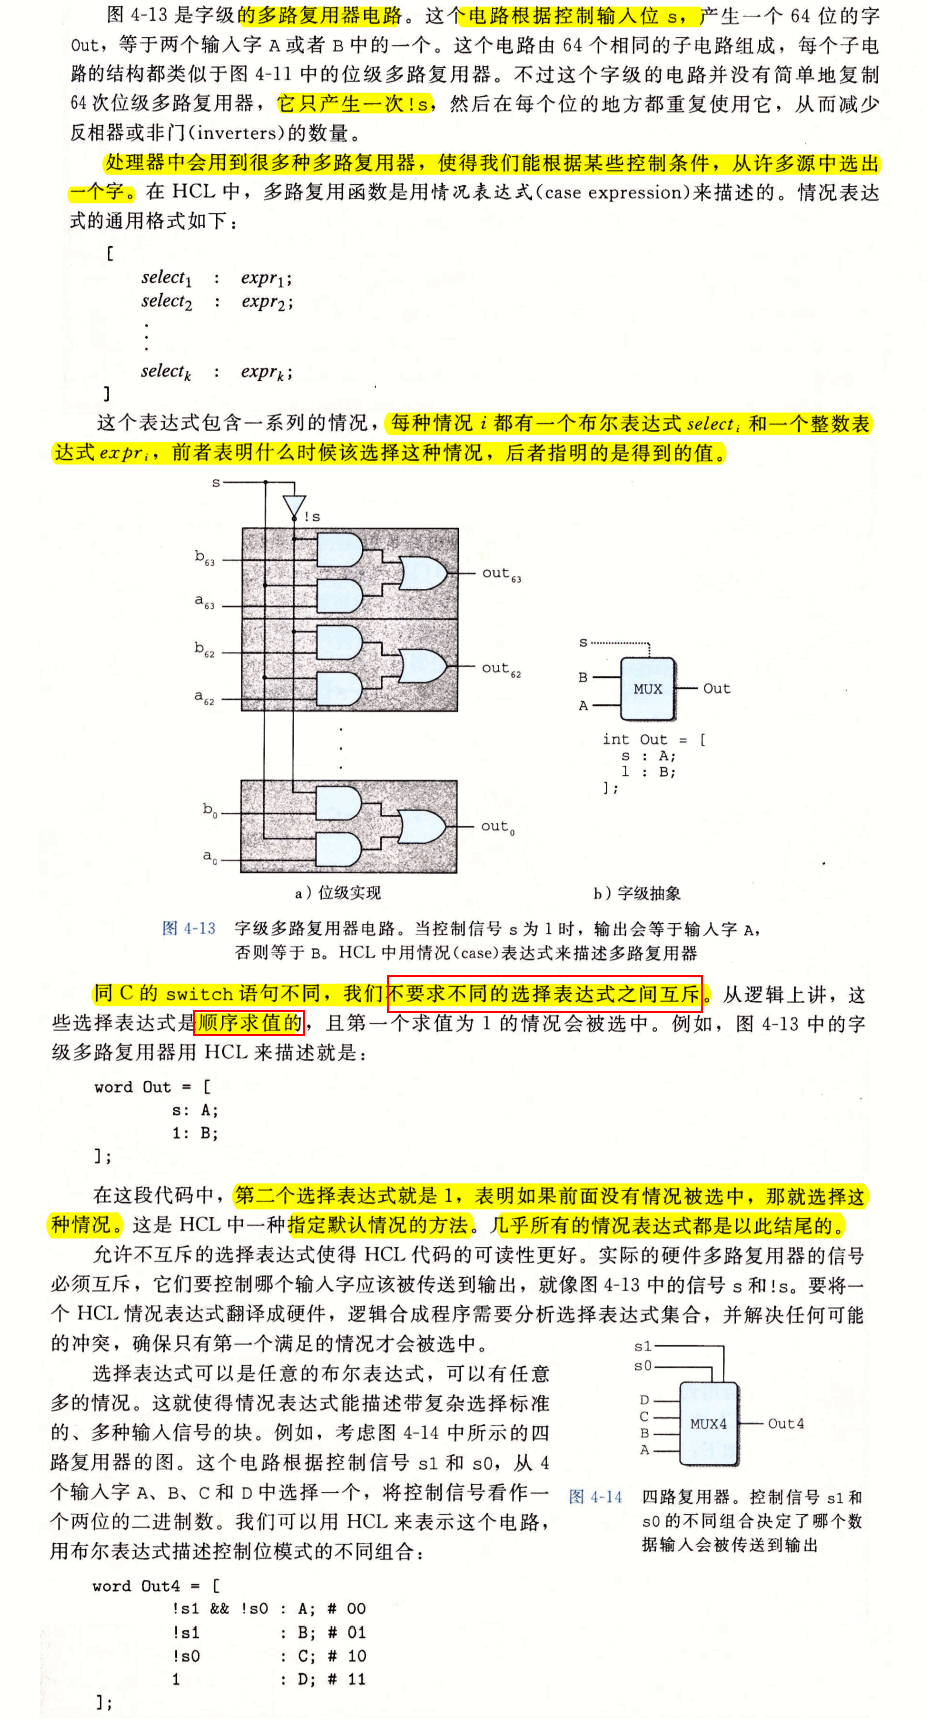 图 4-13 是字级的多路复用器电路。这个电路根据控制输入位 s，产生一个 64 位的字
Out，等于两个输入字 A 或者 B 中的一个。这个电路由 64 个相同的子电路组成，每个子电
路的结构都类似于图 4-11 中的位级多路复用器。不过这个字级的电路并没有简单地复制
64 次位级多路复用器，它只产生一次!s，然后在每个位的地方都重复使用它，从而减少
反相器或非门(inverters)的数量。
处理器中会用到很多种多路复用器，使得我们能根据某些控制条件，从许多源中选出
一个字。在 HCL 中，多路复用函数是用情况表达式(case expression)来描述的。情况表达
式的通用格式如下：
[
select₁ : expr₁;
select₂ : expr₂;
.
.
.
selectₖ : exprₖ;
]
这个表达式包含一系列的情况，每种情况 i 都有一个布尔表达式 selectᵢ 和一个整数表
达式 exprᵢ，前者表明什么时候该选择这种情况，后者指明的是得到的值。
s
!s
b₆₃
a₆₃
out₆₃
b₆₂
a₆₂
out₆₂
.
.
.
b₀
a₀
out₀
a）位级实现
s
B
A
MUX
Out
int Out = [
s : A;
1 : B;
];
b）字级抽象
图 4-13 字级多路复用器电路。当控制信号 s 为 1 时，输出会等于输入字 A，
否则等于 B。HCL 中用情况(case)表达式来描述多路复用器
同 C 的 switch 语句不同，我们不要求不同的选择表达式之间互斥。从逻辑上讲，这
些选择表达式是顺序求值的，且第一个求值为 1 的情况会被选中。例如，图 4-13 中的字
级多路复用器用 HCL 来描述就是：
word Out = [
s: A;
1: B;
];
在这段代码中，第二个选择表达式就是 1，表明如果前面没有情况被选中，那就选择这
种情况。这是 HCL 中一种指定默认情况的方法。几乎所有的情况表达式都是以此结尾的。
允许不互斥的选择表达式使得 HCL 代码的可读性更好。实际的硬件多路复用器的信号
必须互斥，它们要控制哪个输入字应该被传送到输出，就像图 4-13 中的信号 s 和!s。要将一
个 HCL 情况表达式翻译成硬件，逻辑合成程序需要分析选择表达式集合，并解决任何可能
的冲突，确保只有第一个满足的情况才会被选中。
选择表达式可以是任意的布尔表达式，可以有任意
多的情况。这就使得情况表达式能描述带复杂选择标准
的、多种输入信号的块。例如，考虑图 4-14 中所示的四
路复用器的图。这个电路根据控制信号 s1 和 s0，从 4
个输入字 A、B、C 和 D 中选择一个，将控制信号看作一
个两位的二进制数。我们可以用 HCL 来表示这个电路，
用布尔表达式描述控制位模式的不同组合：
s1
s0
D
C
B
A
MUX4
Out4
图 4-14 四路复用器。控制信号 s1 和
s0 的不同组合决定了哪个数
据输入会被传送到输出
word Out4 = [
!s1 && !s0 : A; # 00
!s1 : B; # 01
!s0 : C; # 10
1 : D; # 11
];